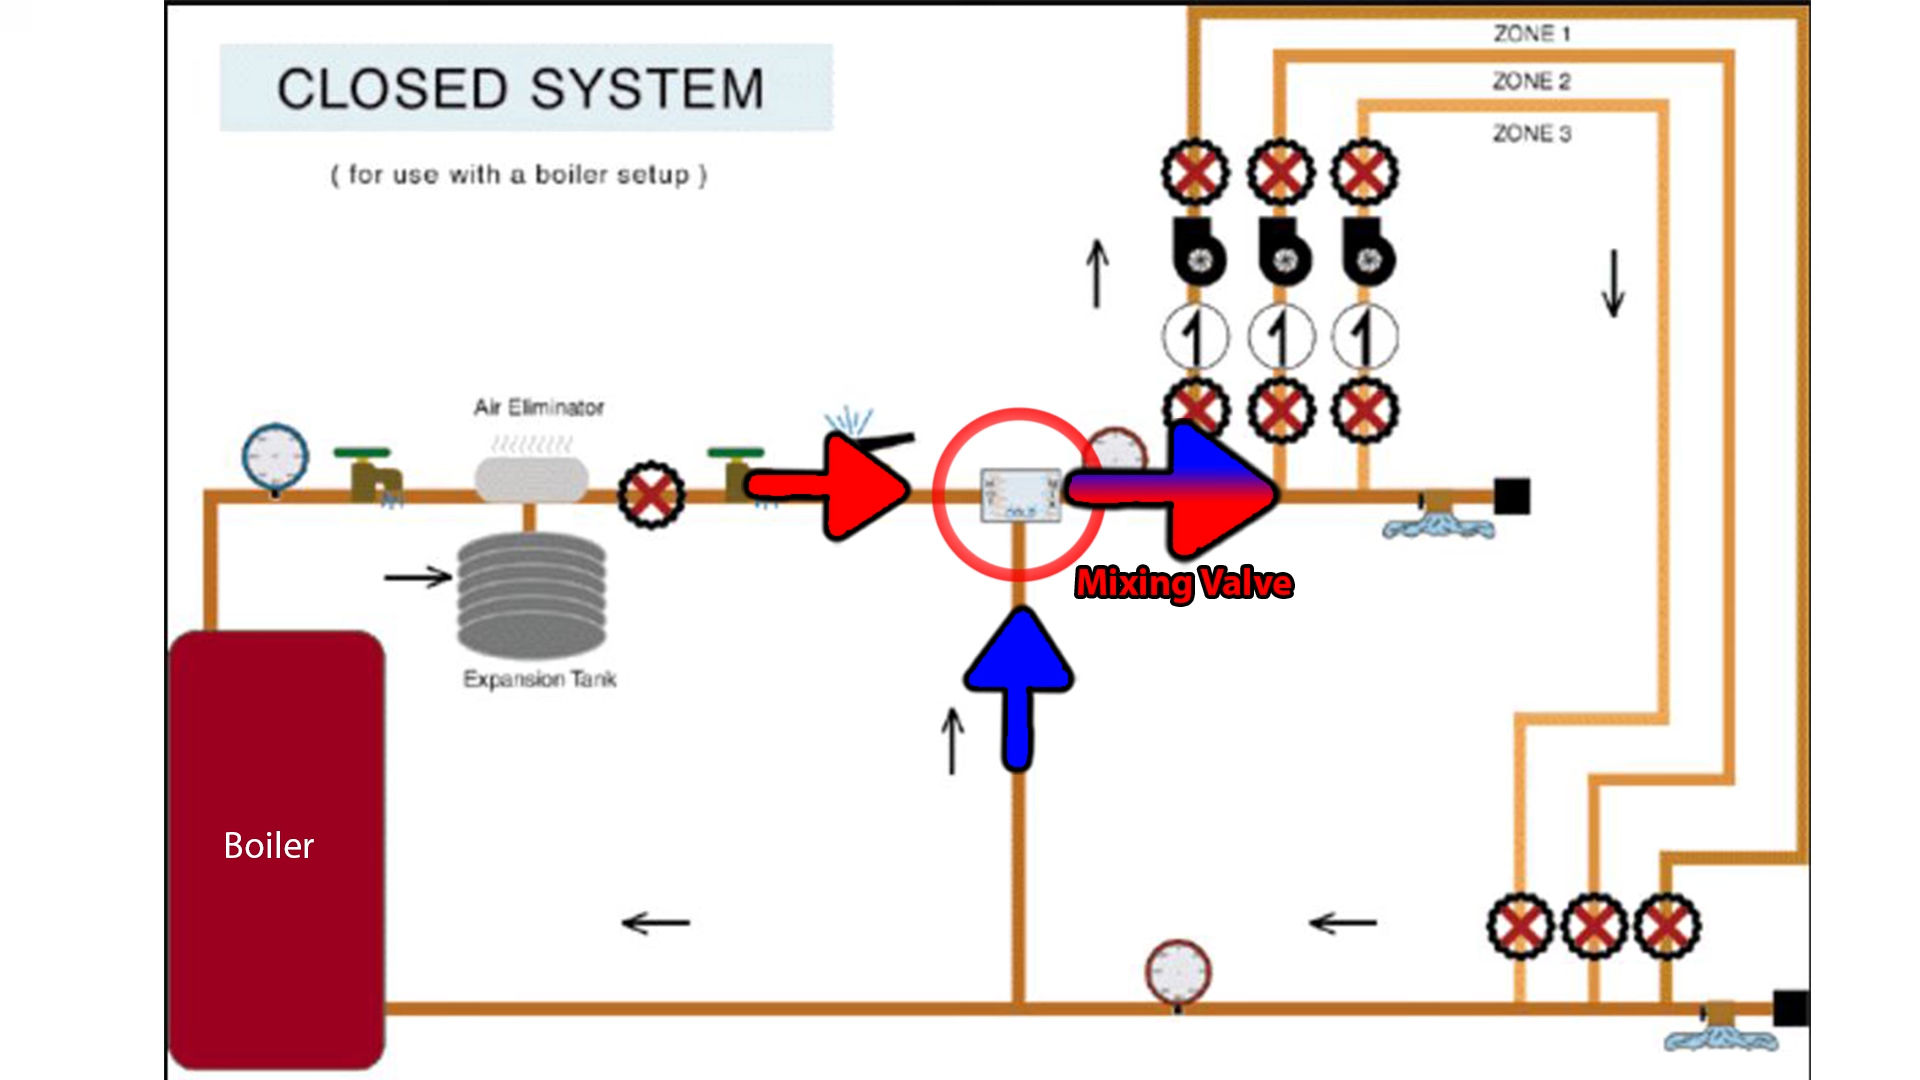 CLOSED SYSTEM
( for use with a boiler setup )
ZONE 1
ZONE 2
ZONE 3
Air Eliminator
Expansion Tank
Mixing Valve
COLD
Boiler